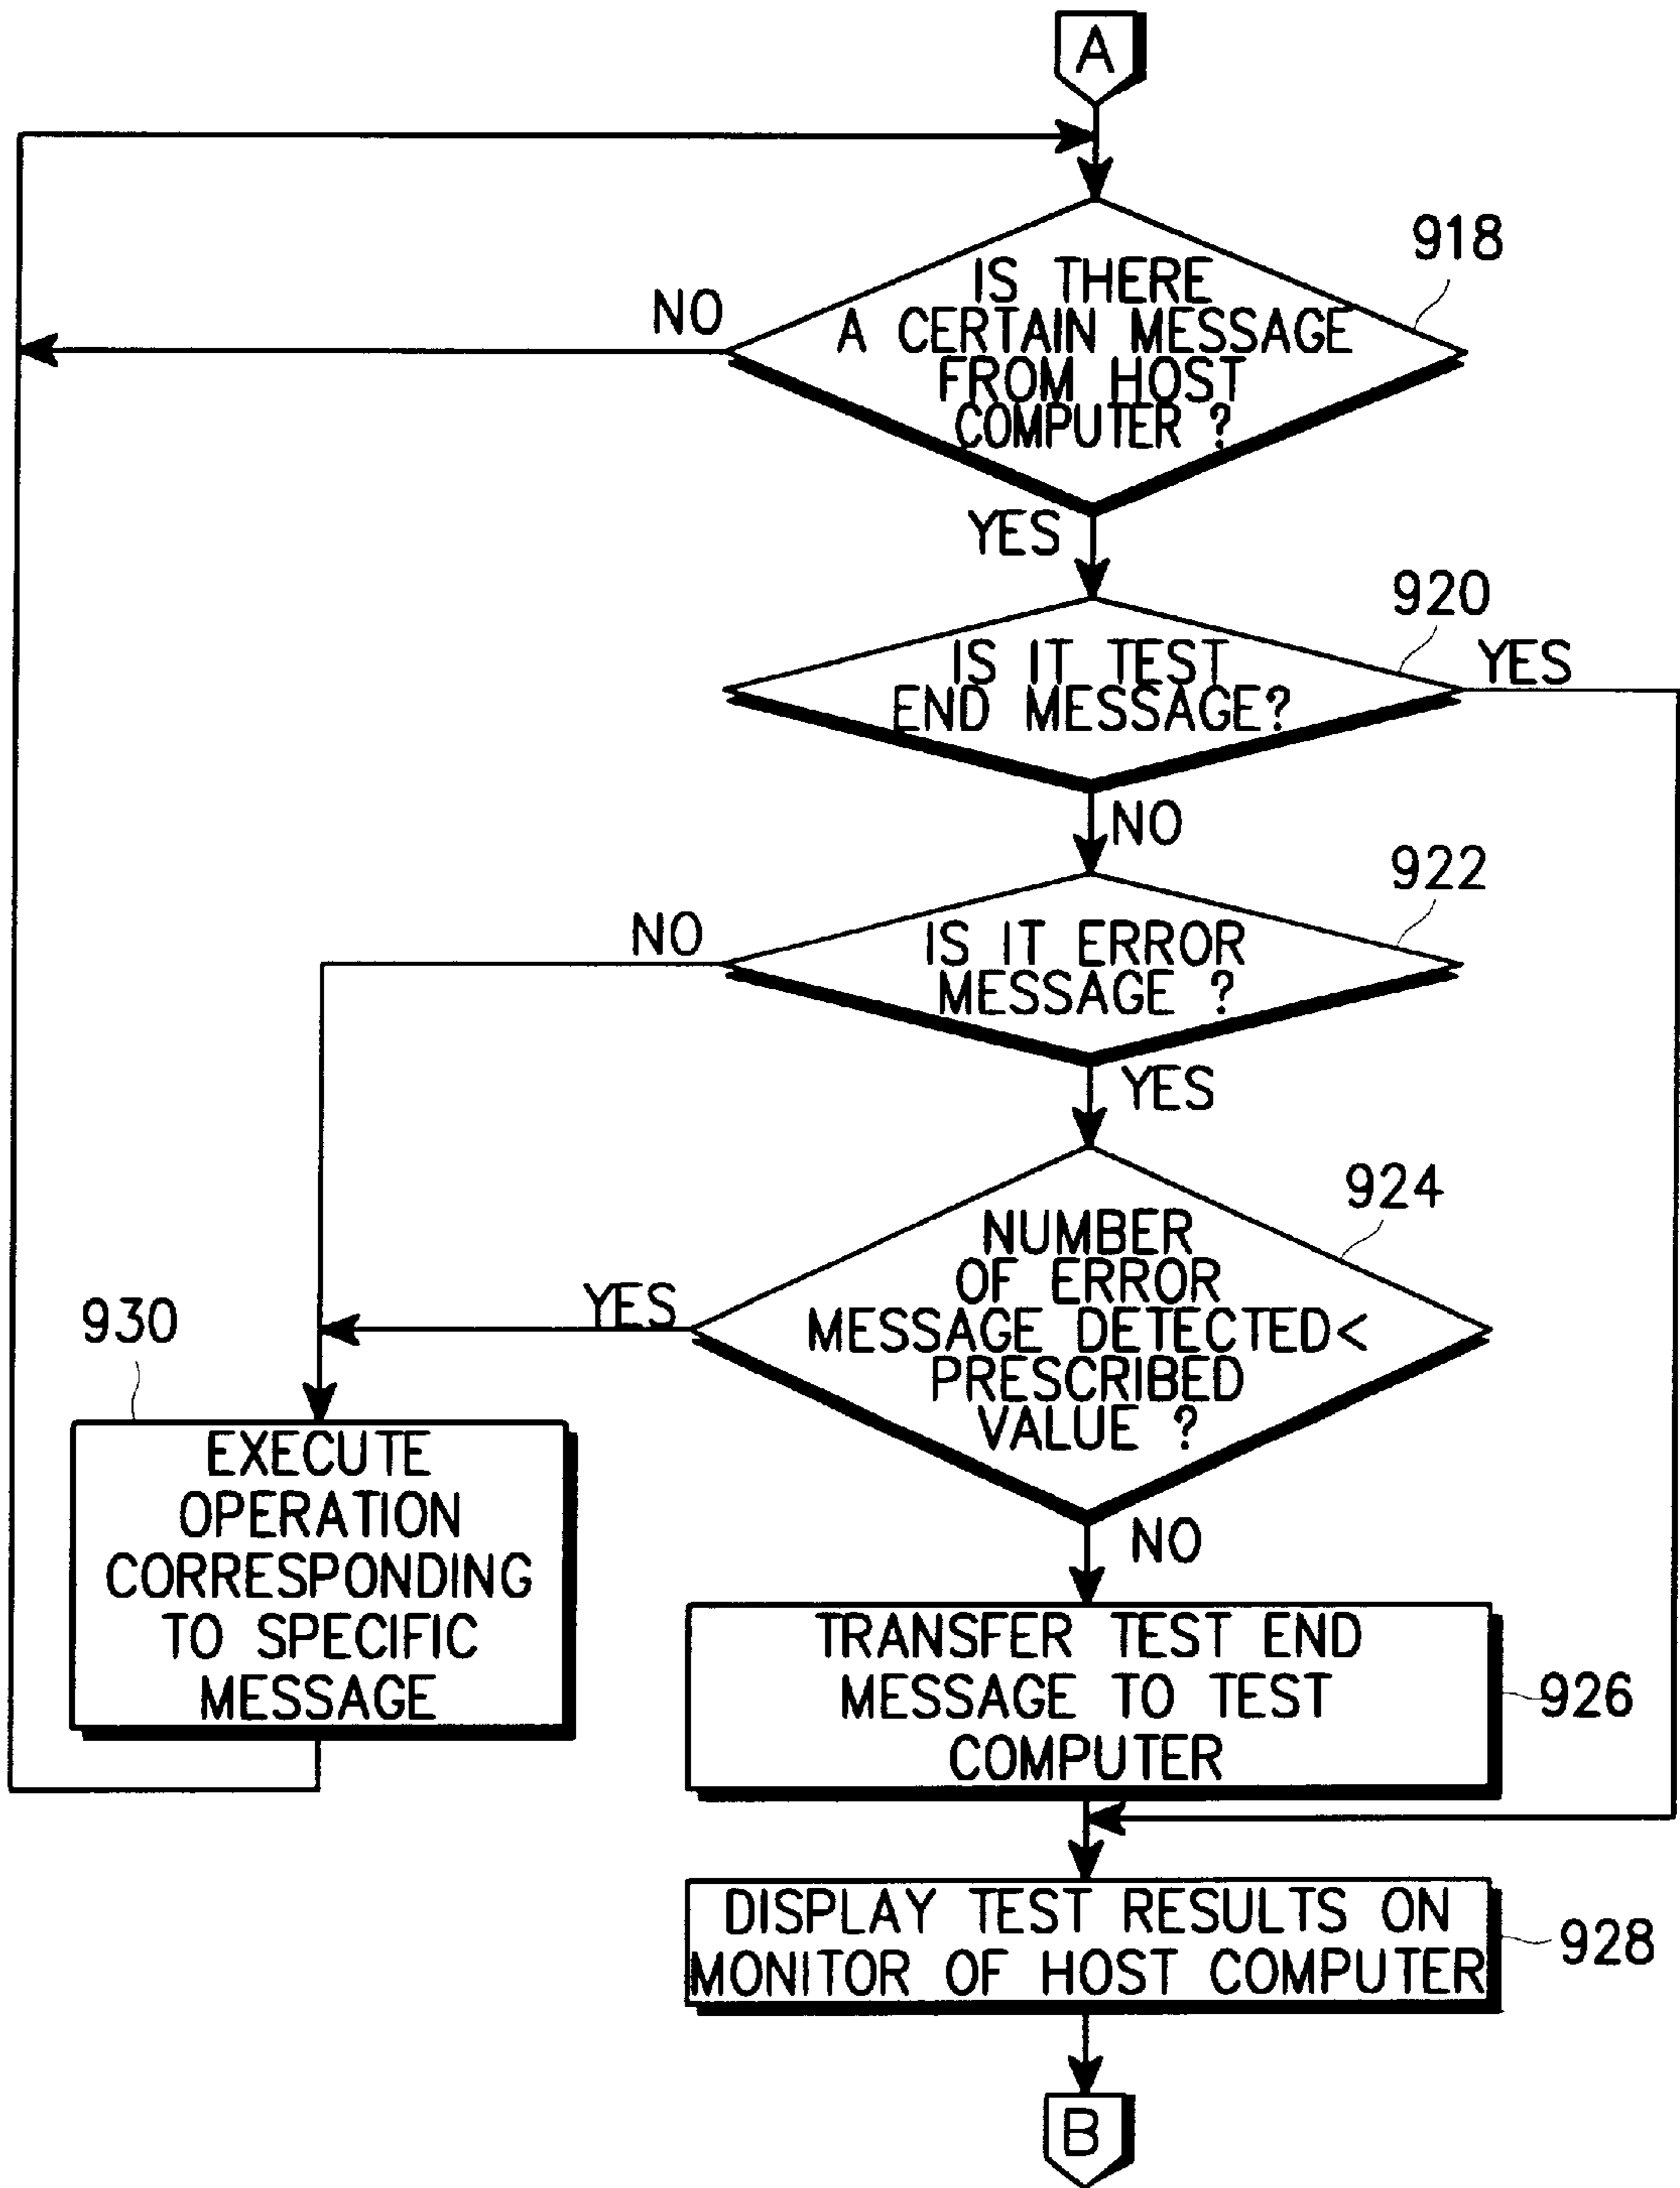 A
918
IS THERE
A CERTAIN MESSAGE
FROM HOST
COMPUTER ?
NO
YES
920
IS IT TEST
END MESSAGE?
YES
NO
922
IS IT ERROR
MESSAGE ?
NO
YES
924
NUMBER
OF ERROR
MESSAGE DETECTED<
PRESCRIBED
VALUE ?
YES
NO
930
EXECUTE
OPERATION
CORRESPONDING
TO SPECIFIC
MESSAGE
TRANSFER TEST END
MESSAGE TO TEST
COMPUTER
926
DISPLAY TEST RESULTS ON
MONITOR OF HOST COMPUTER
928
B